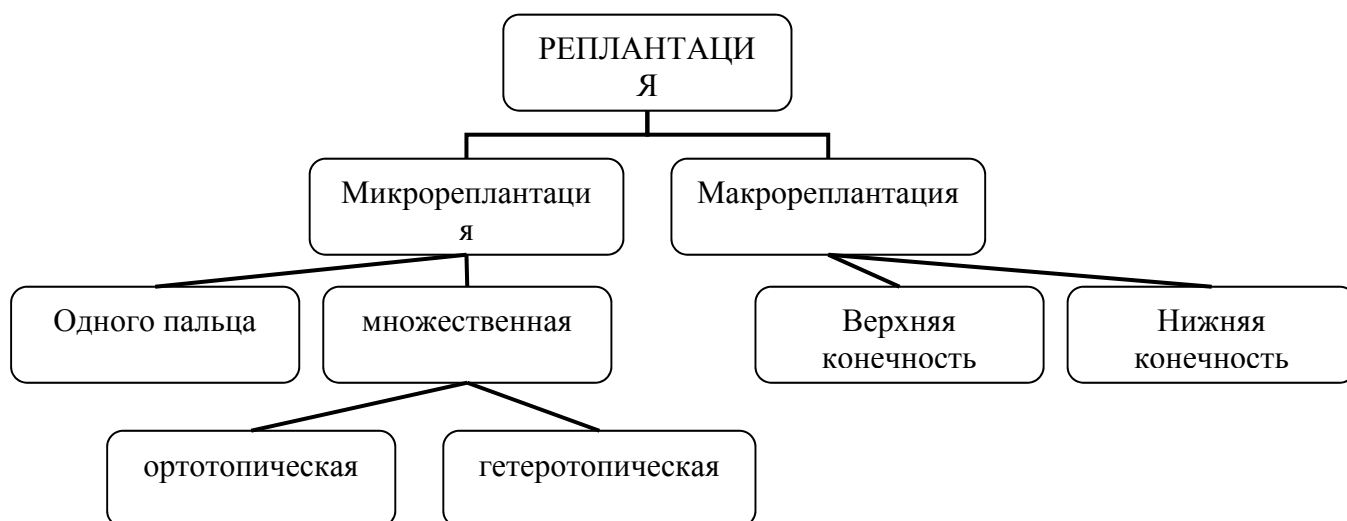 РЕПЛАНТАЦИ
Я
Микрореплантаци
я
Макрореплантация
Одного пальца
множественная
Верхняя
конечность
Нижняя
конечность
ортотопическая
гетеротопическая